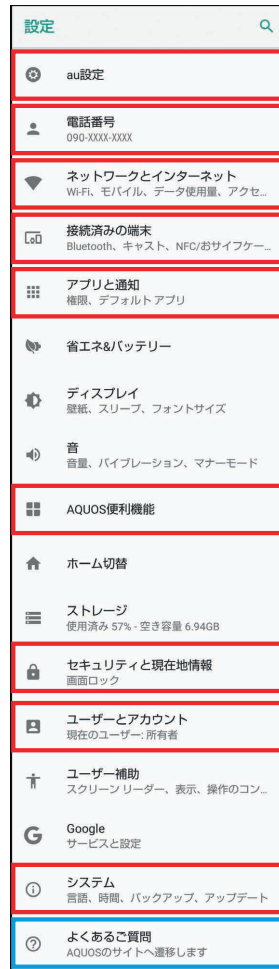 設定
au設定
電話番号
090-XXXX-XXXX
ネットワークとインターネット
Wi-Fi、モバイル、データ使用量、アクセ...
接続済みの端末
Bluetooth、キャスト、NFC/おサイフケー...
アプリと通知
権限、デフォルト アプリ
省エネ&バッテリー
ディスプレイ
壁紙、スリープ、フォントサイズ
音
音量、バイブレーション、マナーモード
AQUOS便利機能
ホーム切替
ストレージ
使用済み 57% - 空き容量 6.94GB
セキュリティと現在地情報
画面ロック
ユーザーとアカウント
現在のユーザー: 所有者
ユーザー補助
スクリーン リーダー、表示、操作のコン...
Google
サービスと設定
システム
言語、時間、バックアップ、アップデート
よくあるご質問
AQUOSのサイトへ遷移します